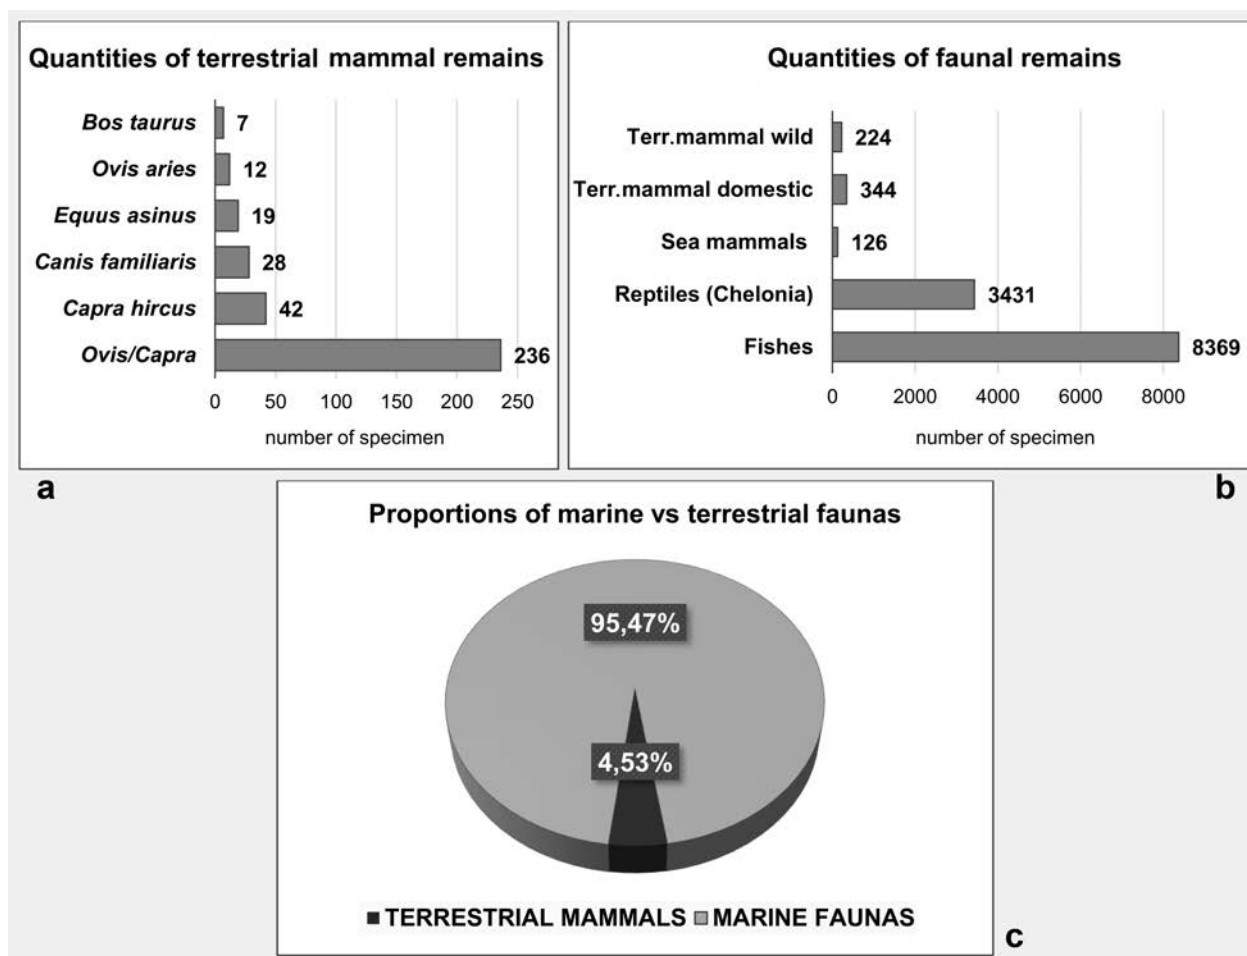 Quantities of terrestrial mammal remains
Bos taurus 7
Ovis aries 12
Equus asinus 19
Canis familiaris 28
Capra hircus 42
Ovis/Capra 236
0 50 100 150 200 250
number of specimen
a
Quantities of faunal remains
Terr.mammal wild 224
Terr.mammal domestic 344
Sea mammals 126
Reptiles (Chelonia) 3431
Fishes 8369
0 2000 4000 6000 8000
number of specimen
b
Proportions of marine vs terrestrial faunas
95,47%
4,53%
TERRESTRIAL MAMMALS MARINE FAUNAS
c